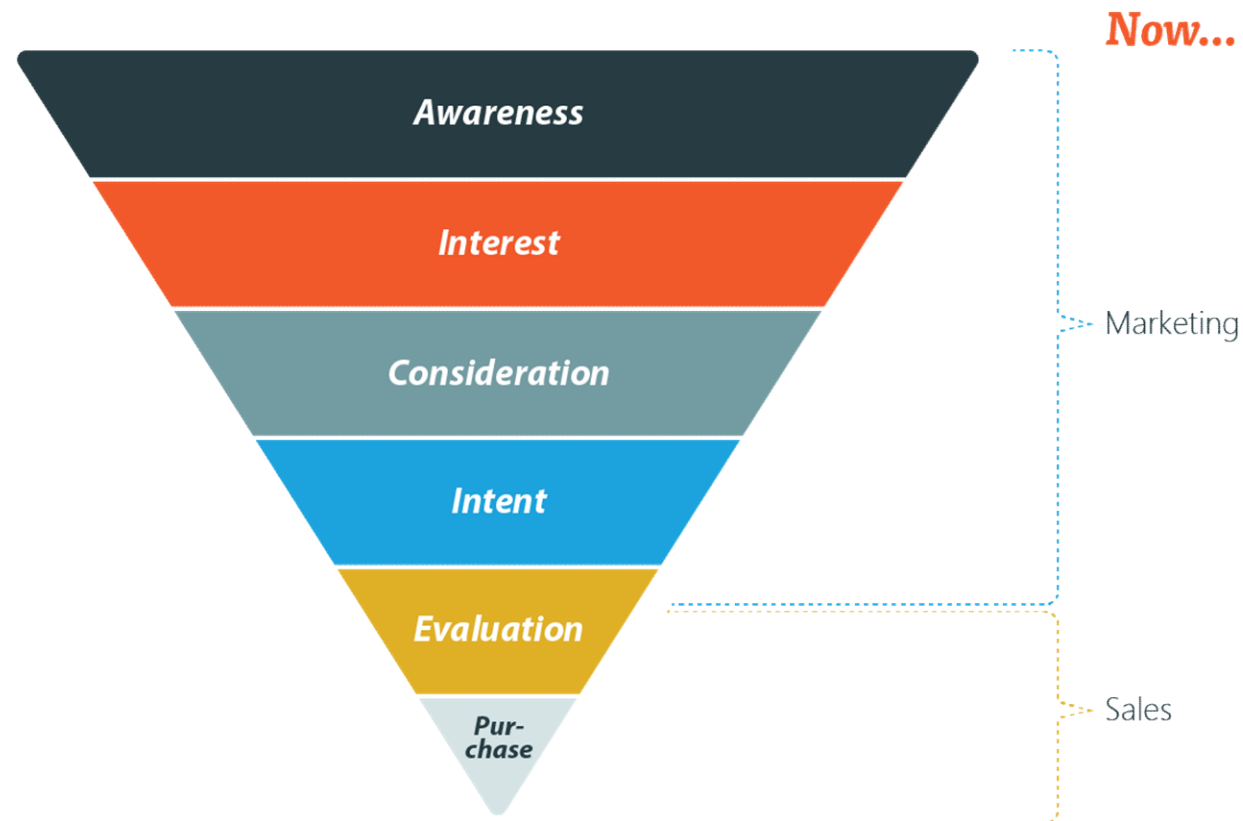 Now...
Awareness
Interest
Marketing
Consideration
Intent
Evaluation
Sales
Pur-
chase